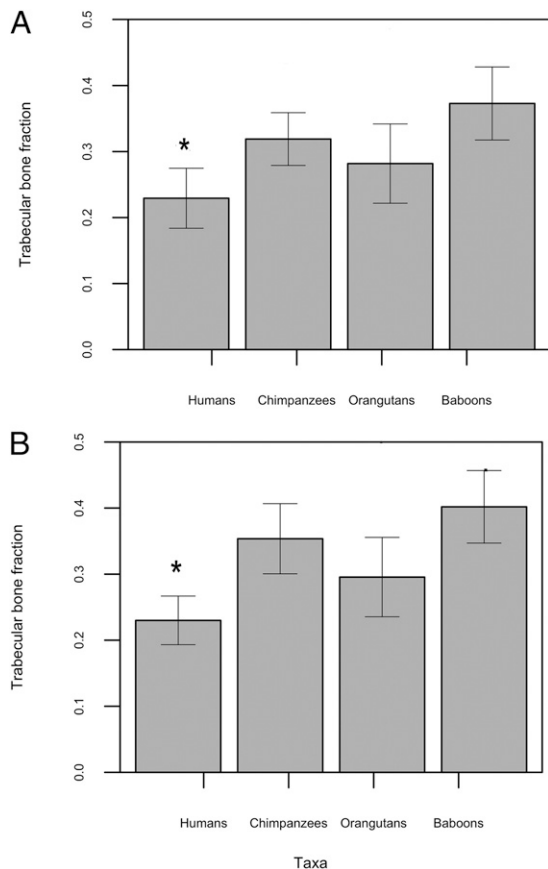 A
Trabecular bone fraction
0.5
0.4
0.3
0.2
0.1
0.0
*
Humans Chimpanzees Orangutans Baboons
B
Trabecular bone fraction
0.5
0.4
0.3
0.2
0.1
0.0
*
Humans Chimpanzees Orangutans Baboons
Taxa